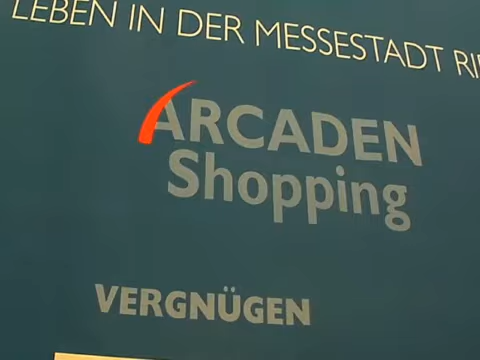 LEBEN IN DER MESSESTADT
ARCADEN
Shopping
VERGNÜGEN